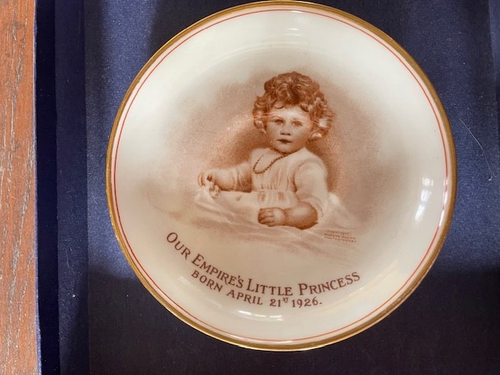 OUR EMPIRE'S LITTLE PRINCESS
BORN APRIL 21ST 1926.